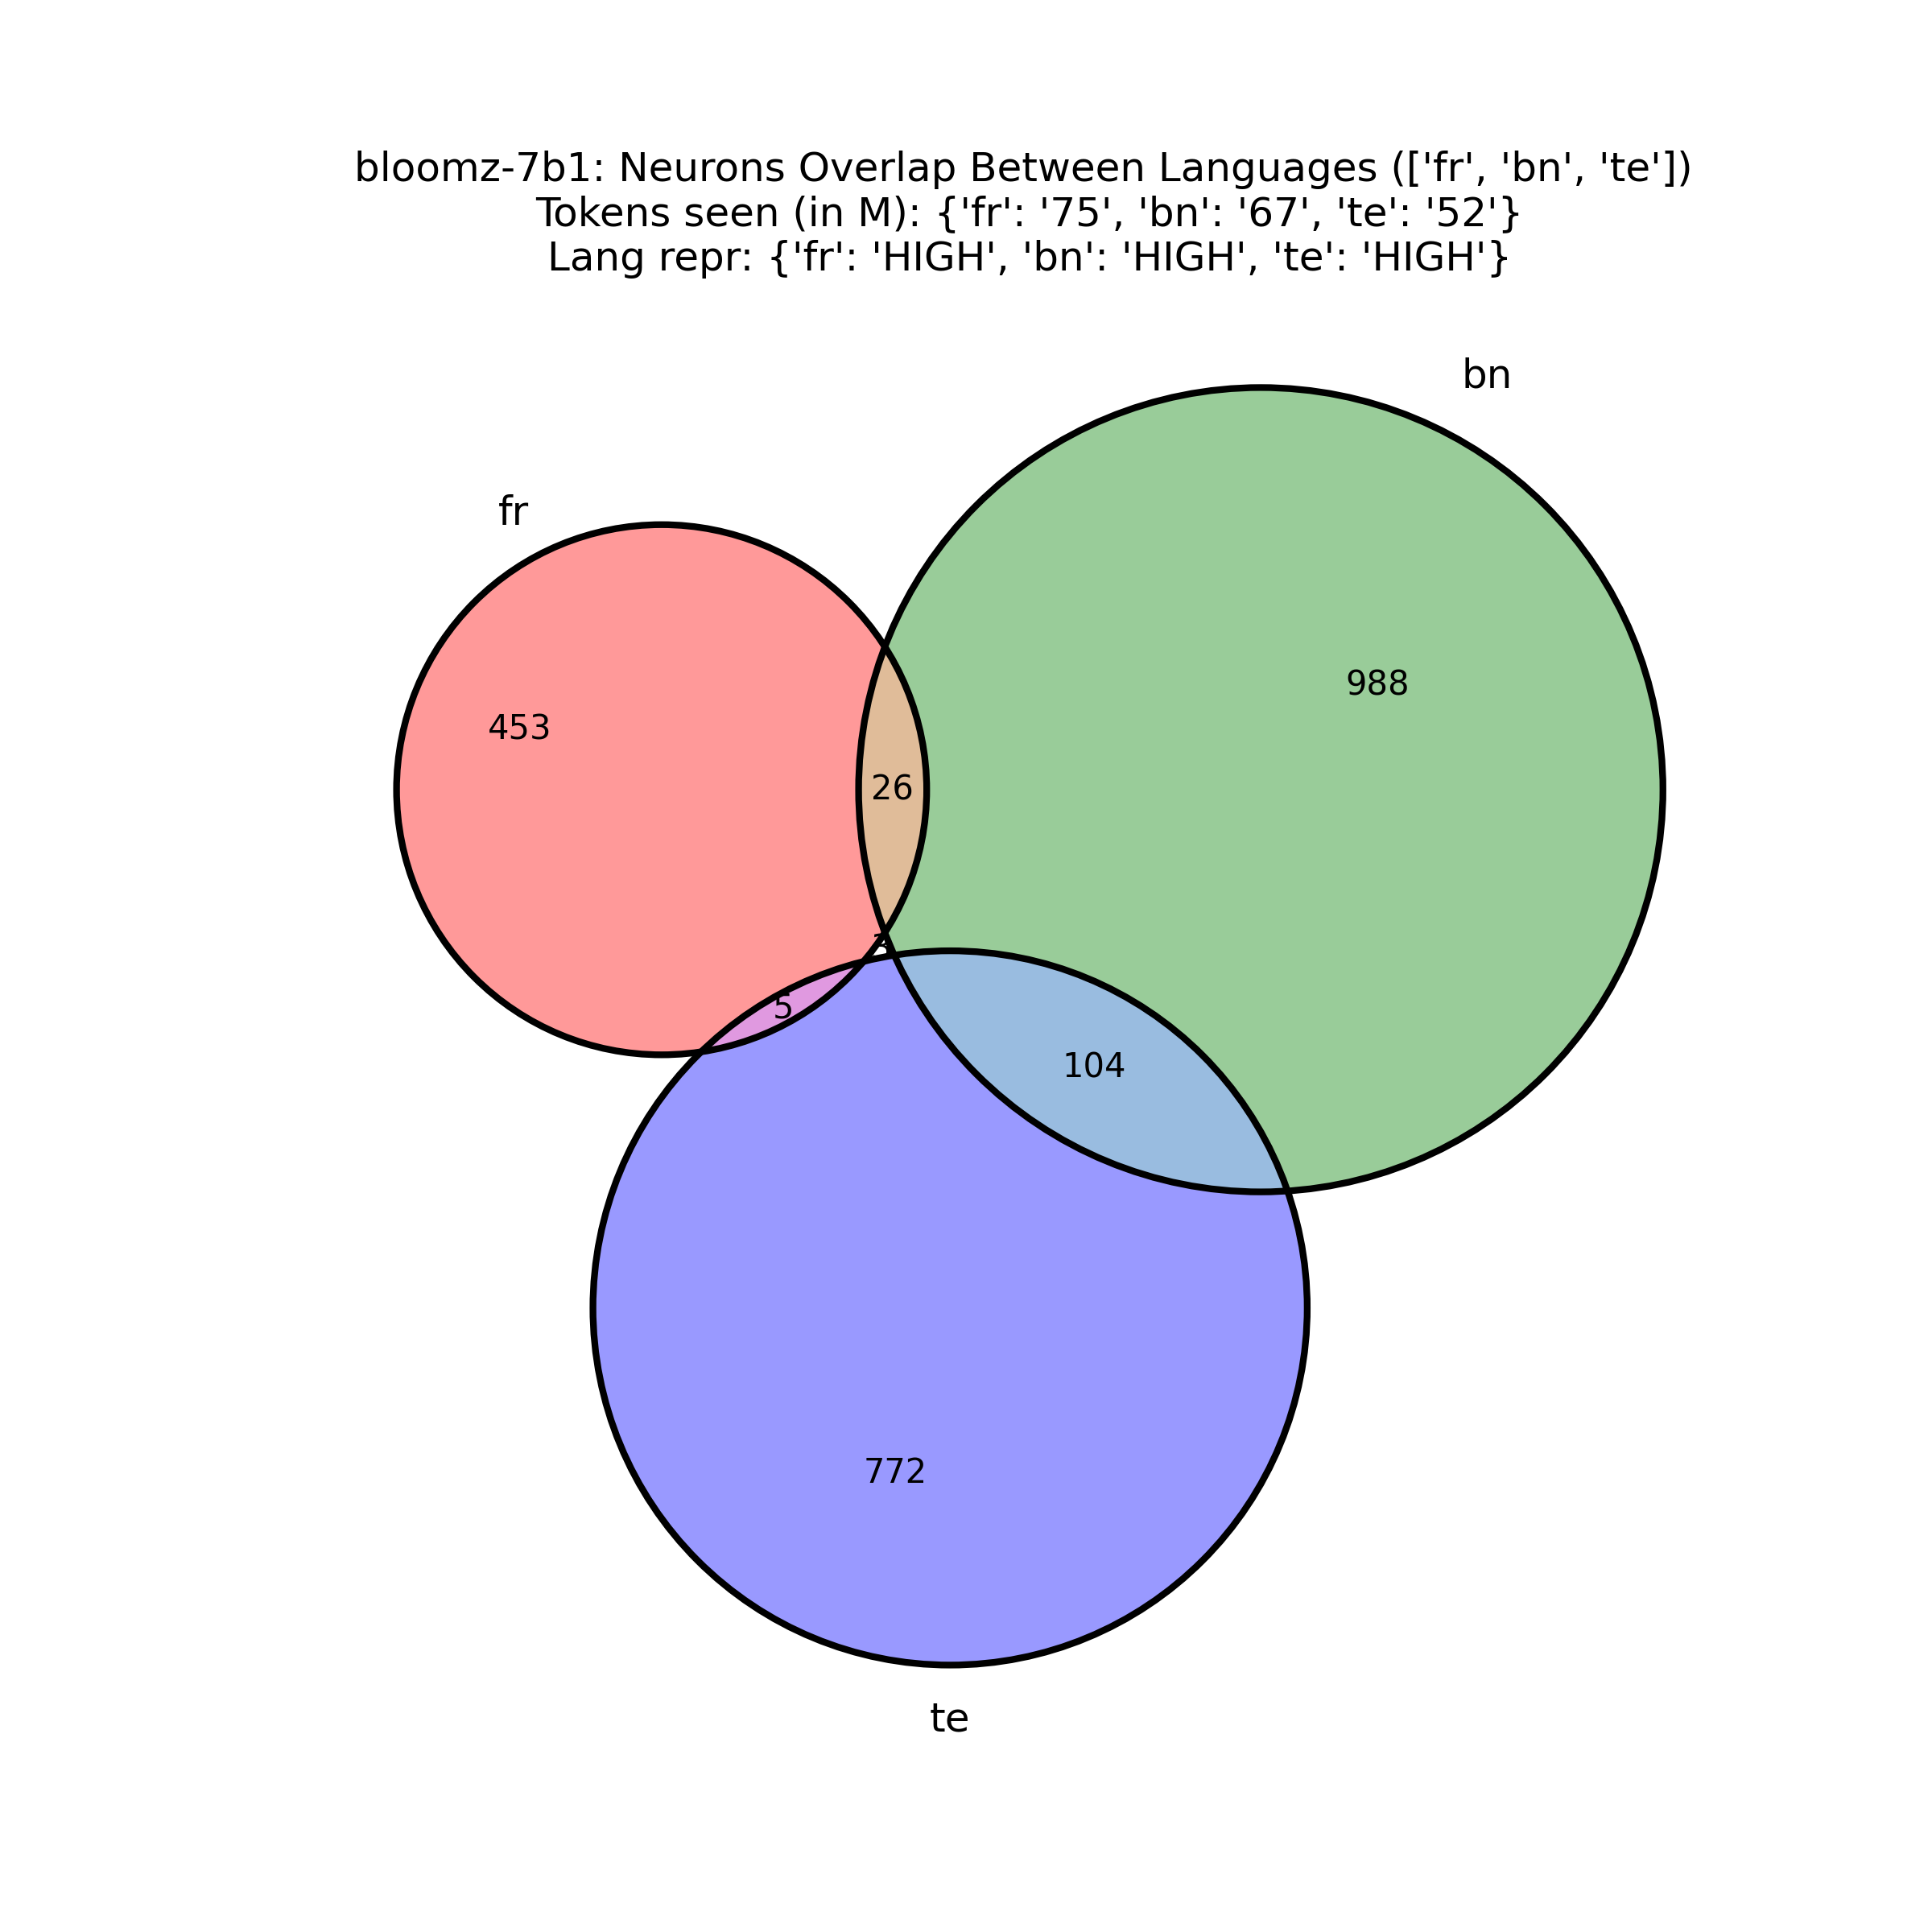 bloomz-7b1: Neurons Overlap Between Languages (['fr', 'bn', 'te'])
Tokens seen (in M): {'fr': '75', 'bn': '67', 'te': '52'}
Lang repr: {'fr': 'HIGH', 'bn': 'HIGH', 'te': 'HIGH'}
bn
fr
988
453
26
5
104
772
te